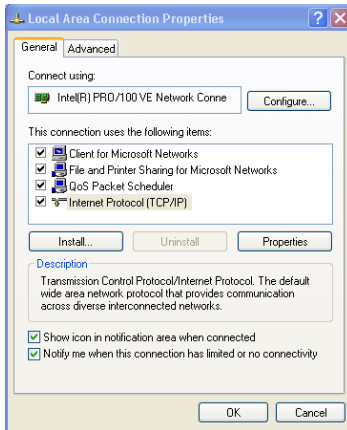 Local Area Connection Properties
General Advanced
Connect using:
Intel(R) PRO/100 VE Network Conne
Configure...
This connection uses the following items:
Client for Microsoft Networks
File and Printer Sharing for Microsoft Networks
QoS Packet Scheduler
Internet Protocol (TCP/IP)
Install... Uninstall Properties
Description
Transmission Control Protocol/Internet Protocol. The default
wide area network protocol that provides communication
across diverse interconnected networks.
Show icon in notification area when connected
Notify me when this connection has limited or no connectivity
OK Cancel